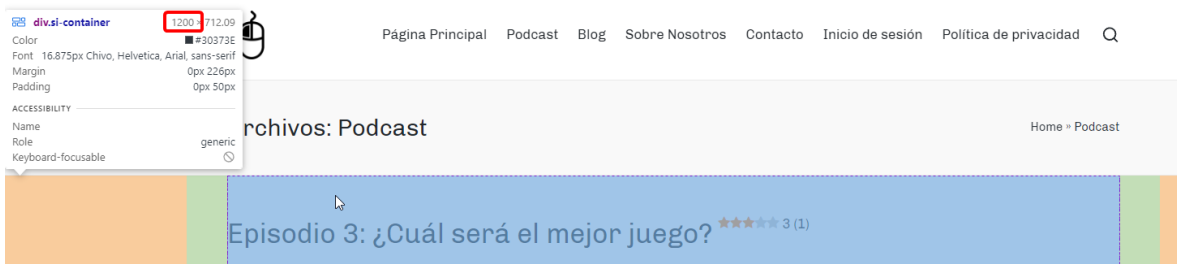 div.si-container 1200 × 712.09
Color #30373E
Font 16.875px Chivo, Helvetica, Arial, sans-serif
Margin 0px 226px
Padding 0px 50px
ACCESSIBILITY
Name
Role generic
Keyboard-focusable
Página Principal Podcast Blog Sobre Nosotros Contacto Inicio de sesión Política de privacidad
rchivos: Podcast
Home » Podcast
Episodio 3: ¿Cuál será el mejor juego? 3 (1)